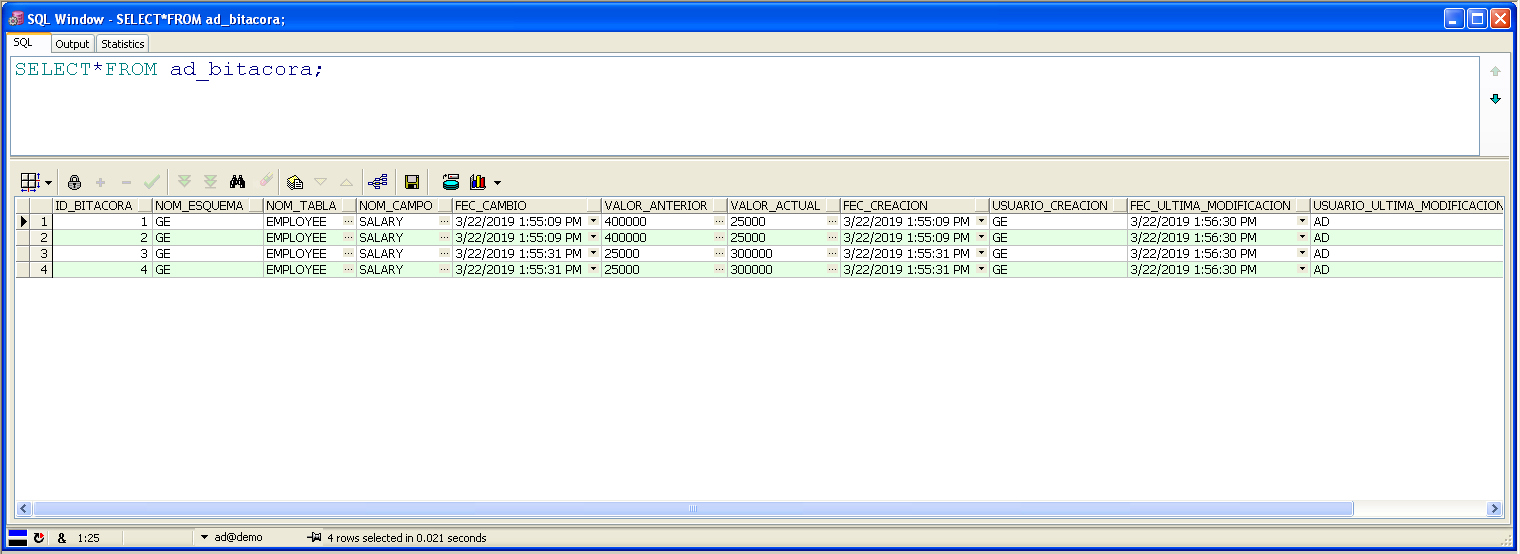 SQL Window - SELECT*FROM ad_bitacora;
SQL Output Statistics
SELECT*FROM ad_bitacora;
ID_BITACORA NOM_ESQUEMA NOM_TABLA NOM_CAMPO FEC_CAMBIO VALOR_ANTERIOR VALOR_ACTUAL FEC_CREACION USUARIO_CREACION FEC_ULTIMA_MODIFICACION USUARIO_ULTIMA_MODIFICACION
1 1 GE EMPLOYEE ... SALARY ... 3/22/2019 1:55:09 PM 400000 ... 25000 ... 3/22/2019 1:55:09 PM GE 3/22/2019 1:56:30 PM AD
2 2 GE EMPLOYEE ... SALARY ... 3/22/2019 1:55:09 PM 400000 ... 25000 ... 3/22/2019 1:55:09 PM GE 3/22/2019 1:56:30 PM AD
3 3 GE EMPLOYEE ... SALARY ... 3/22/2019 1:55:31 PM 25000 ... 300000 ... 3/22/2019 1:55:31 PM GE 3/22/2019 1:56:30 PM AD
4 4 GE EMPLOYEE ... SALARY ... 3/22/2019 1:55:31 PM 25000 ... 300000 ... 3/22/2019 1:55:31 PM GE 3/22/2019 1:56:30 PM AD
& 1:25 ad@demo 4 rows selected in 0.021 seconds